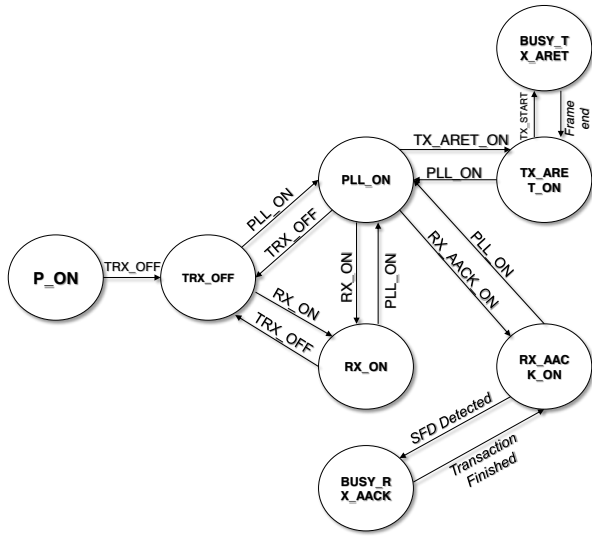 BUSY_T
X_ARET
TX_START
Frame
end
TX_ARET_ON
PLL_ON
TX_ARE
T_ON
PLL_ON
PLL_ON
TRX_OFF
PLL_ON
RX_AACK_ON
RX_ON
PLL_ON
P_ON
TRX_OFF
TRX_OFF
RX_ON
TRX_OFF
RX_ON
RX_AAC
K_ON
SFD Detected
Transaction
Finished
BUSY_R
X_AACK